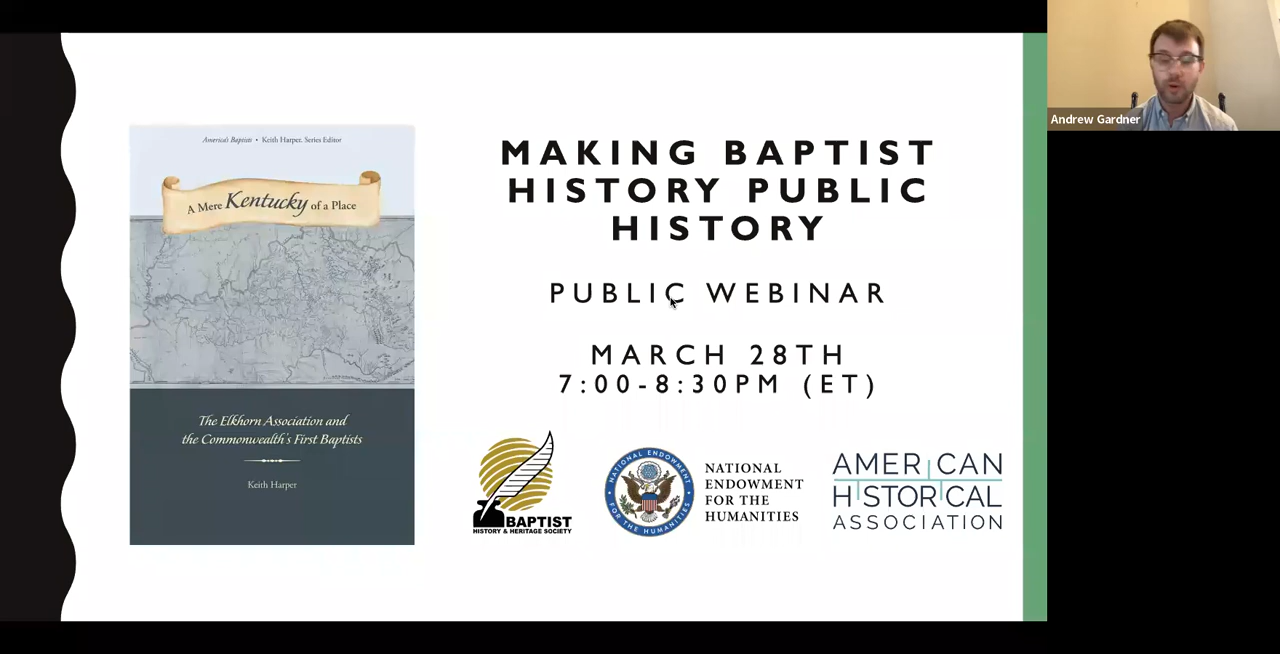 America's Baptists • Keith Harper, Series Editor
A Mere Kentucky of a Place
The Elkhorn Association and
the Commonwealth's First Baptists
Keith Harper
MAKING BAPTIST
HISTORY PUBLIC
HISTORY
PUBLIC WEBINAR
MARCH 28TH
7:00-8:30PM (ET)
BAPTIST
HISTORY & HERITAGE SOCIETY
NATIONAL ENDOWMENT
FOR THE HUMANITIES
NATIONAL
ENDOWMENT
FOR THE
HUMANITIES
AMERICAN
HISTORICAL
ASSOCIATION
Andrew Gardner